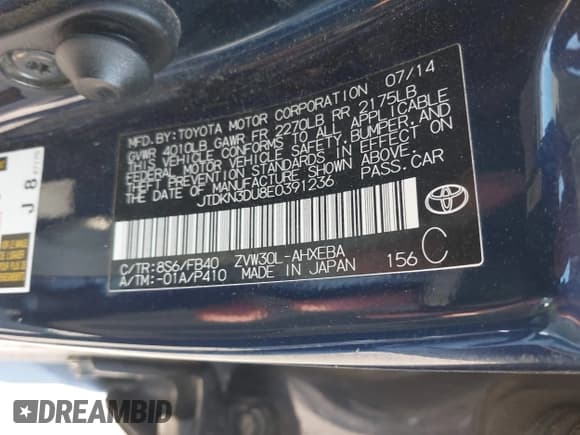 MFD.BY:TOYOTA MOTOR CORPORATION 07/14
GVWR 4010LB GAWR FR 2270LB RR 2175LB
THIS VEHICLE CONFORMS TO ALL APPLICABLE
FEDERAL MOTOR VEHICLE SAFETY,BUMPER,AND
THEFT PREVENTION STANDARDS IN EFFECT ON
THE DATE OF MANUFACTURE SHOWN ABOVE.
JTDKN3DU8E0391236 PASS.CAR
C/TR:8S6/FB40 ZVW30L-AHXEBA
A/TM:-01A/P410 MADE IN JAPAN 156 C
J 8
DREAMBID